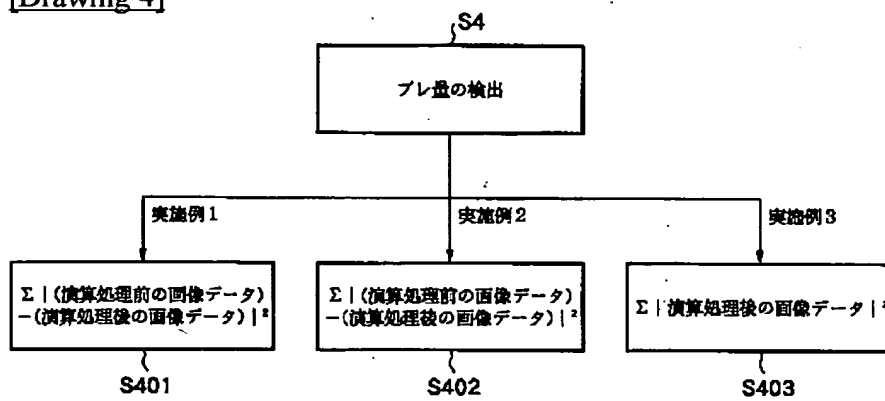 [Drawing 4]
S4
ブレ量の検出
実施例1
実施例2
実施例3
Σ|(演算処理前の画像データ)
−(演算処理後の画像データ)|²
Σ|(演算処理前の画像データ)
−(演算処理後の画像データ)|²
Σ|演算処理後の画像データ|²
S401
S402
S403